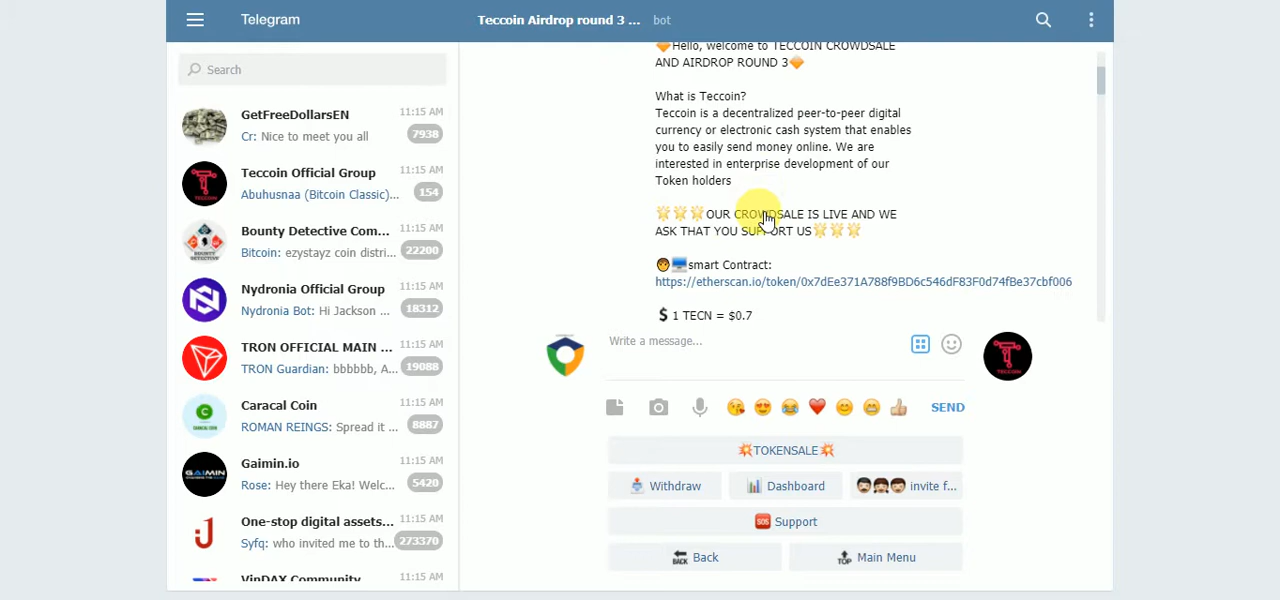 Telegram
Teccoin Airdrop round 3 ... bot
Search
GetFreeDollarsEN 11:15 AM
Cr: Nice to meet you all 7938
Teccoin Official Group 11:15 AM
Abuhusnaa (Bitcoin Classic)... 154
Bounty Detective Com... 11:15 AM
Bitcoin: ezystayz coin distri... 22200
Nydronia Official Group 11:15 AM
Nydronia Bot: Hi Jackson ... 18312
TRON OFFICIAL MAIN ... 11:15 AM
TRON Guardian: bbbbbb, A... 19088
Caracal Coin 11:15 AM
ROMAN REINGS: Spread it ... 8887
Gaimin.io 11:15 AM
Rose: Hey there Eka! Welc... 5420
One-stop digital assets... 11:15 AM
Syfq: who invited me to th... 273370
VinDAX Community 11:15 AM
🔶Hello, welcome to TECCOIN CROWDSALE
AND AIRDROP ROUND 3🔶
What is Teccoin?
Teccoin is a decentralized peer-to-peer digital
currency or electronic cash system that enables
you to easily send money online. We are
interested in enterprise development of our
Token holders
🌟🌟🌟OUR CROWDSALE IS LIVE AND WE
ASK THAT YOU SUPPORT US🌟🌟🌟
smart Contract:
https://etherscan.io/token/0x7dEe371A788f9BD6c546dF83F0d74fBe37cbf006
💲 1 TECN = $0.7
Write a message...
TECCOIN
SEND
💥TOKENSALE💥
Withdraw
📊 Dashboard
invite f...
🆘 Support
🔙 Back
🔝 Main Menu